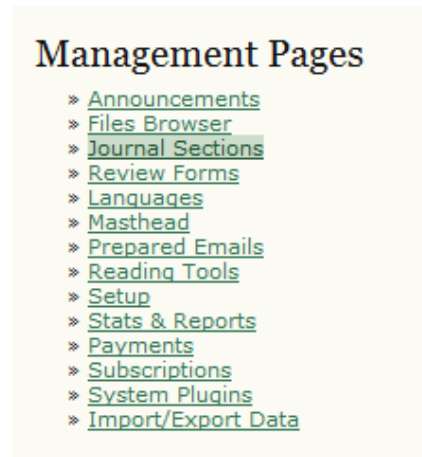 Management Pages
» Announcements
» Files Browser
» Journal Sections
» Review Forms
» Languages
» Masthead
» Prepared Emails
» Reading Tools
» Setup
» Stats & Reports
» Payments
» Subscriptions
» System Plugins
» Import/Export Data